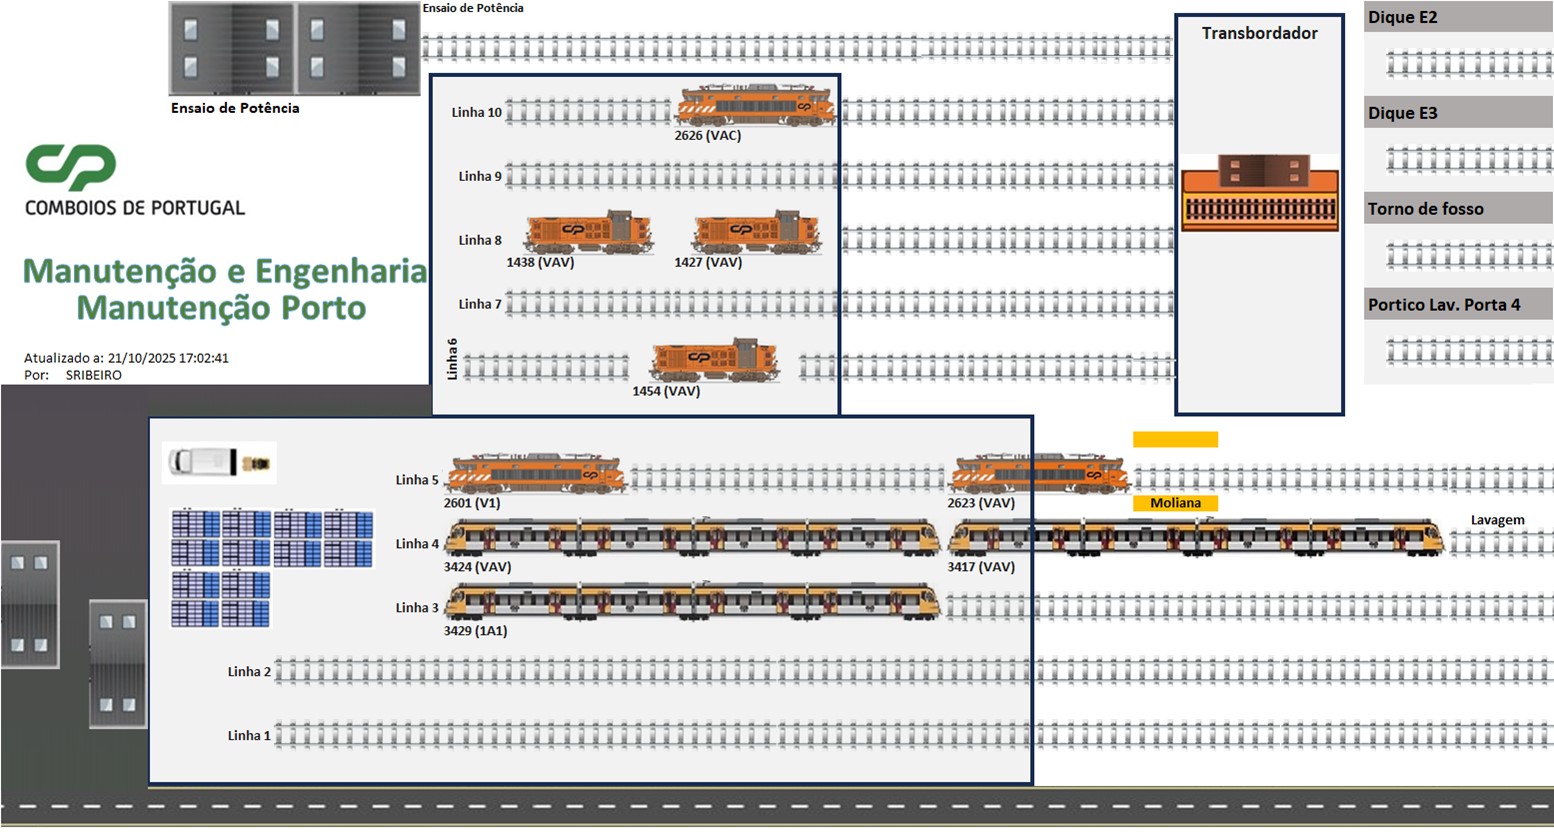 Ensaio de Potência
Ensaio de Potência
COMBOIOS DE PORTUGAL
Manutenção e Engenharia
Manutenção Porto
Atualizado a: 21/10/2025 17:02:41
Por: SRIBEIRO
Linha 10
2626 (VAC)
Linha 9
Linha 8
1438 (VAV)
1427 (VAV)
Linha 7
Linha 6
1454 (VAV)
Transbordador
Dique E2
Dique E3
Torno de fosso
Portico Lav. Porta 4
Linha 5
2601 (V1)
2623 (VAV)
Moliana
Lavagem
Linha 4
3424 (VAV)
3417 (VAV)
Linha 3
3429 (1A1)
Linha 2
Linha 1